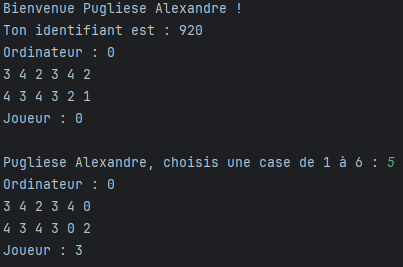 Bienvenue Pugliese Alexandre !
Ton identifiant est : 920
Ordinateur : 0
3 4 2 3 4 2
4 3 4 3 2 1
Joueur : 0
Pugliese Alexandre, choisis une case de 1 à 6 : 5
Ordinateur : 0
3 4 2 3 4 0
4 3 4 3 0 2
Joueur : 3